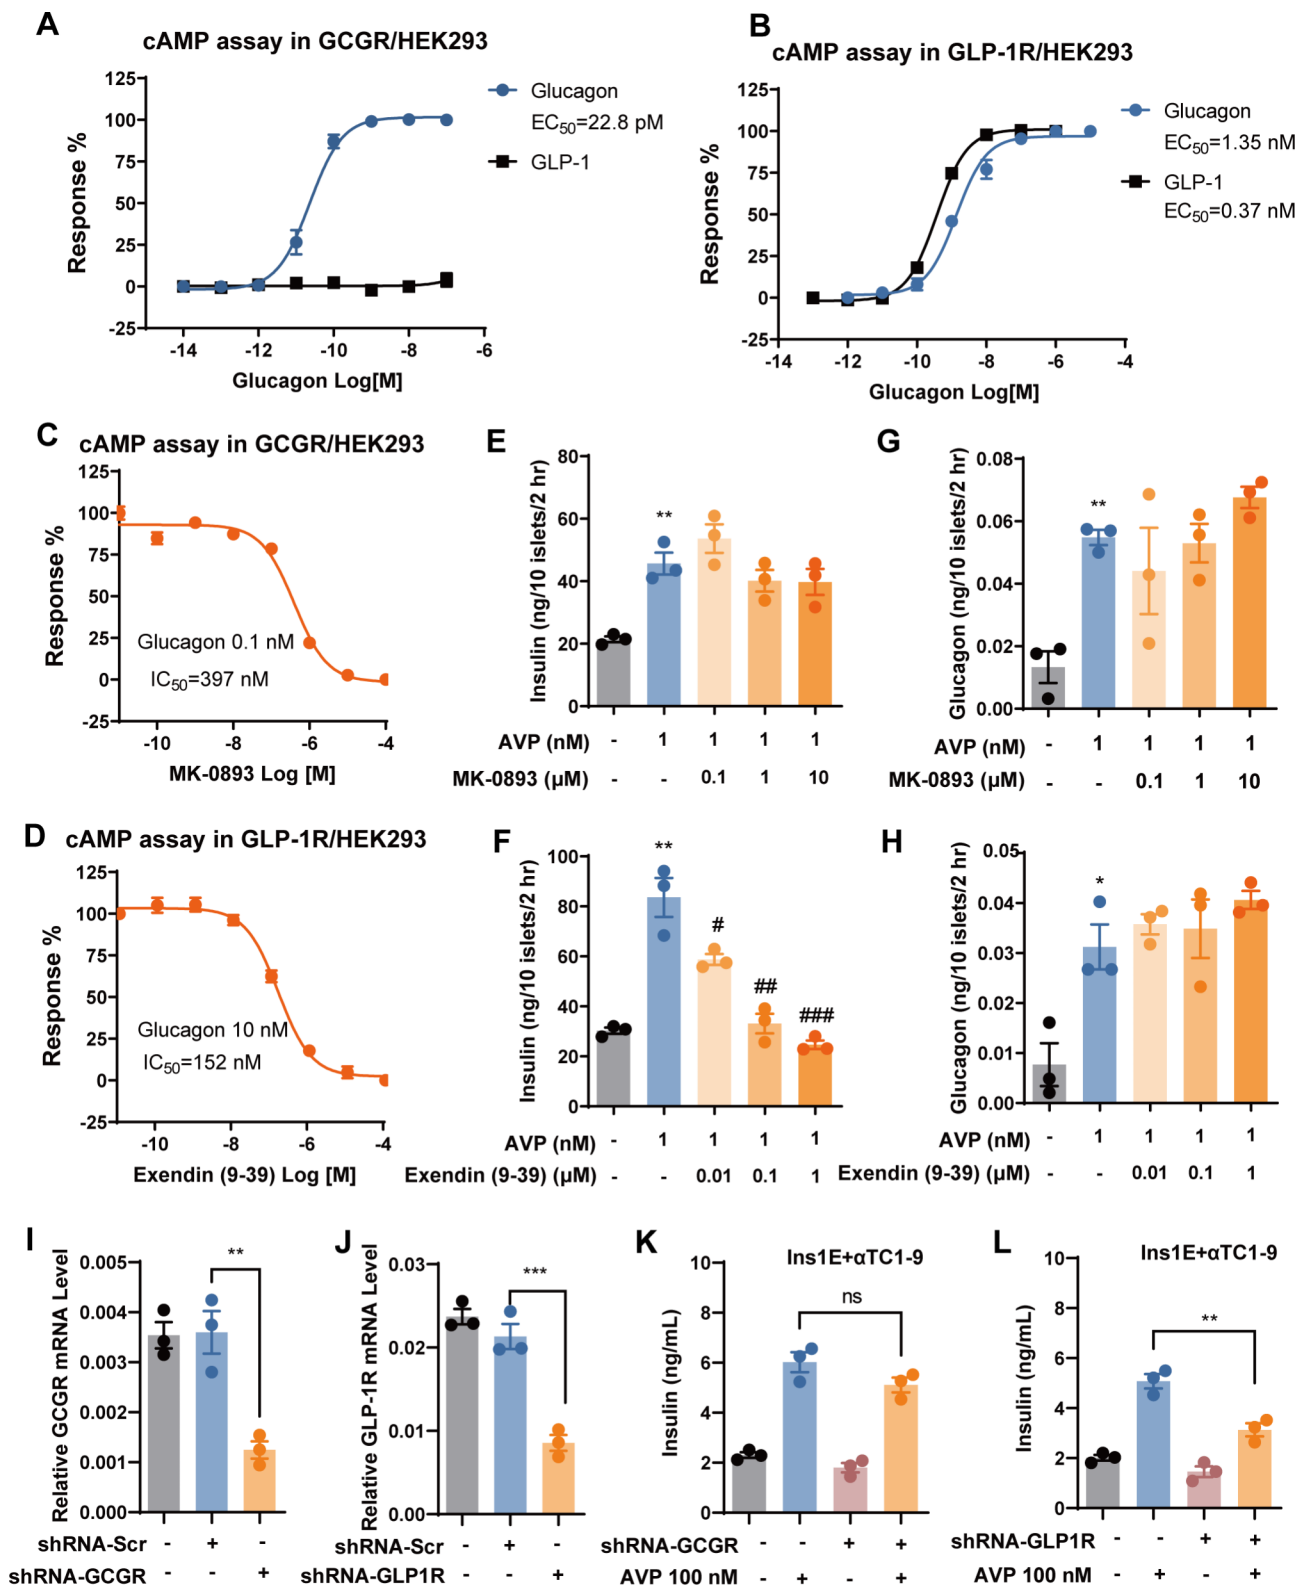 A
cAMP assay in GCGR/HEK293
Response %
125
100
75
50
25
0
-25
-14 -12 -10 -8 -6
Glucagon Log[M]
Glucagon
EC50=22.8 pM
GLP-1
B
cAMP assay in GLP-1R/HEK293
Response %
125
100
75
50
25
0
-25
-14 -12 -10 -8 -6 -4
Glucagon Log[M]
Glucagon
EC50=1.35 nM
GLP-1
EC50=0.37 nM
C
cAMP assay in GCGR/HEK293
Response %
125
100
75
50
25
0
-25
Glucagon 0.1 nM
IC50=397 nM
-10 -8 -6 -4
MK-0893 Log [M]
E
Insulin (ng/10 islets/2 hr)
80
60
40
20
0
**
AVP (nM) - 1 1 1 1
MK-0893 (μM) - - 0.1 1 10
G
Glucagon (ng/10 islets/2 hr)
0.08
0.06
0.04
0.02
0.00
**
AVP (nM) - 1 1 1 1
MK-0893 (μM) - - 0.1 1 10
D
cAMP assay in GLP-1R/HEK293
Response %
125
100
75
50
25
0
-25
Glucagon 10 nM
IC50=152 nM
-10 -8 -6 -4
Exendin (9-39) Log [M]
F
Insulin (ng/10 islets/2 hr)
100
80
60
40
20
0
**
#
##
###
AVP (nM) - 1 1 1 1
Exendin (9-39) (μM) - - 0.01 0.1 1
H
Glucagon (ng/10 islets/2 hr)
0.05
0.04
0.03
0.02
0.01
0.00
*
AVP (nM) - 1 1 1 1
Exendin (9-39) (μM) - - 0.01 0.1 1
I
Relative GCGR mRNA Level
0.005
0.004
0.003
0.002
0.001
0.000
**
shRNA-Scr - + -
shRNA-GCGR - - +
J
Relative GLP-1R mRNA Level
0.03
0.02
0.01
0.00
***
shRNA-Scr - + -
shRNA-GLP1R - - +
K
Ins1E+αTC1-9
Insulin (ng/mL)
10
8
6
4
2
0
ns
shRNA-GCGR - - + +
AVP 100 nM - + - +
L
Ins1E+αTC1-9
Insulin (ng/mL)
10
8
6
4
2
0
**
shRNA-GLP1R - - + +
AVP 100 nM - + - +